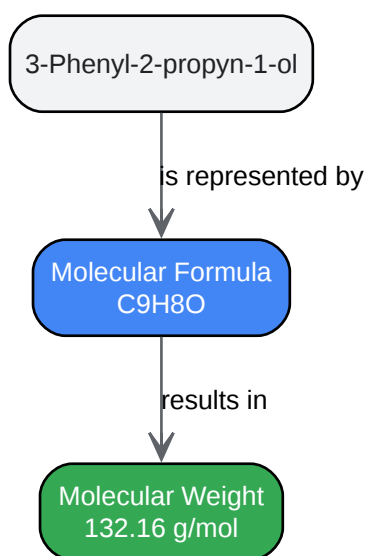 3-Phenyl-2-propyn-1-ol
is represented by
Molecular Formula
C9H8O
results in
Molecular Weight
132.16 g/mol